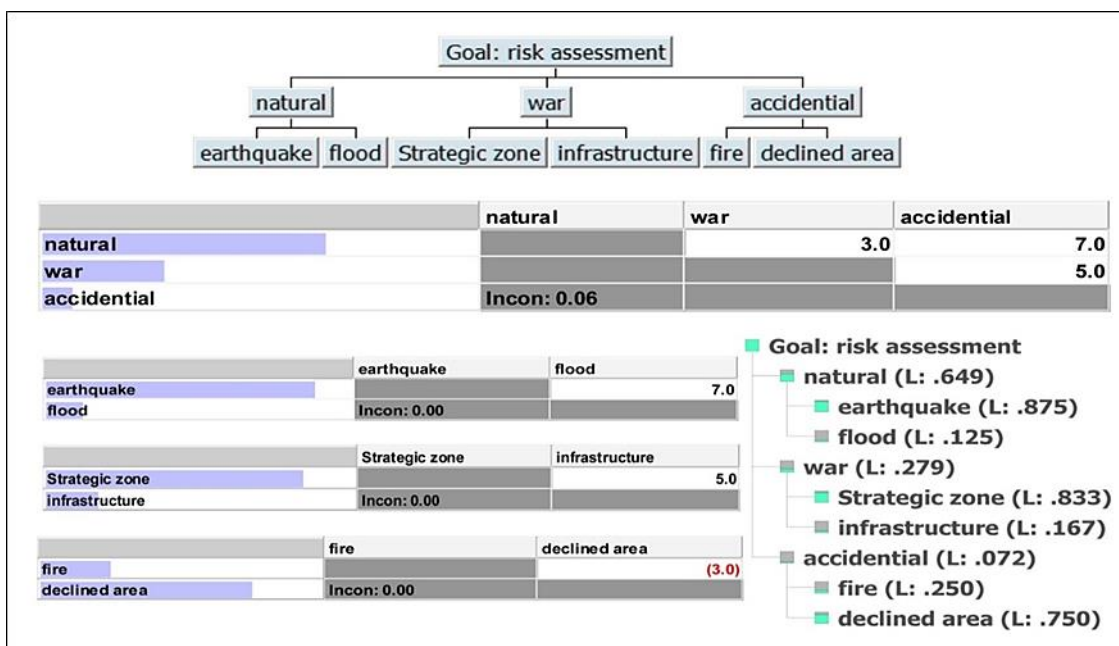 Goal: risk assessment
natural war accidential
earthquake flood Strategic zone infrastructure fire declined area
natural war accidential
natural 3.0 7.0
war 5.0
accidential Incon: 0.06
earthquake flood
earthquake 7.0
flood Incon: 0.00
Strategic zone infrastructure
Strategic zone 5.0
infrastructure Incon: 0.00
fire declined area
fire (3.0)
declined area Incon: 0.00
Goal: risk assessment
natural (L: .649)
earthquake (L: .875)
flood (L: .125)
war (L: .279)
Strategic zone (L: .833)
infrastructure (L: .167)
accidential (L: .072)
fire (L: .250)
declined area (L: .750)